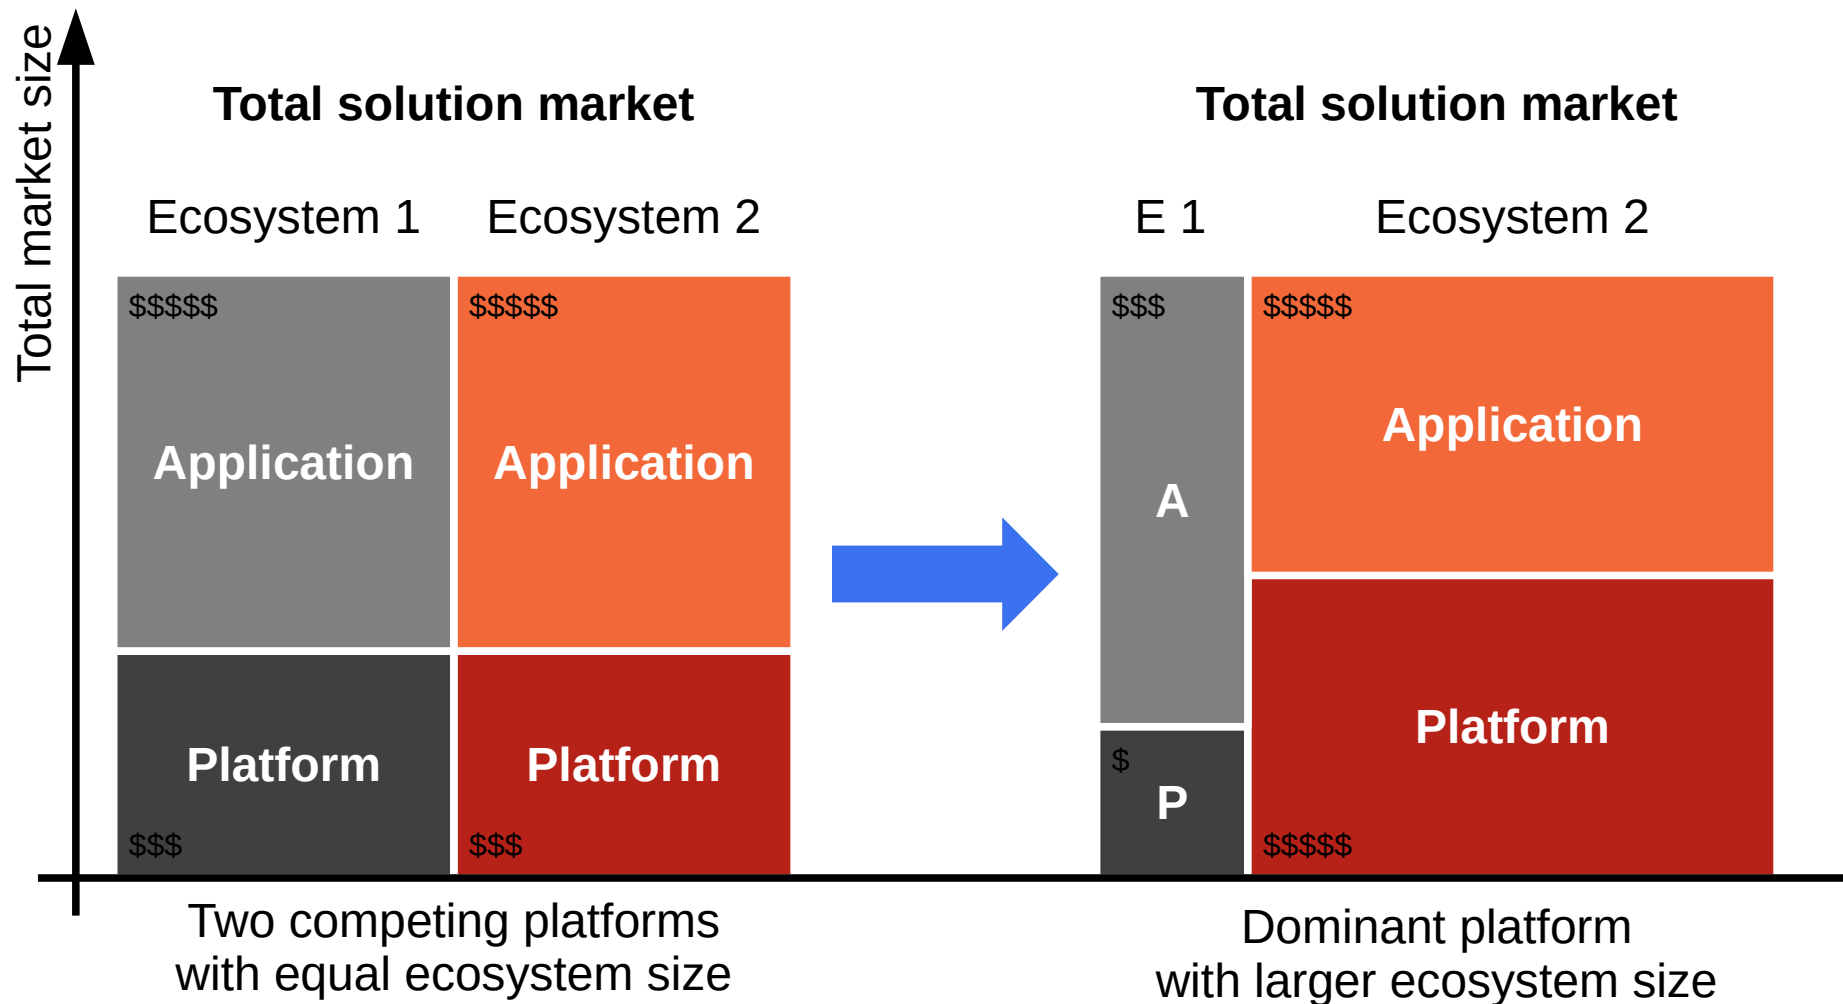 Total market size
Total solution market
Ecosystem 1
Ecosystem 2
$$$$$
Application
$$$$$
Application
Platform
$$$
Platform
$$$
Two competing platforms
with equal ecosystem size
Total solution market
E 1
Ecosystem 2
$$$
A
$$$$$
Application
$
P
Platform
$$$$$
Dominant platform
with larger ecosystem size